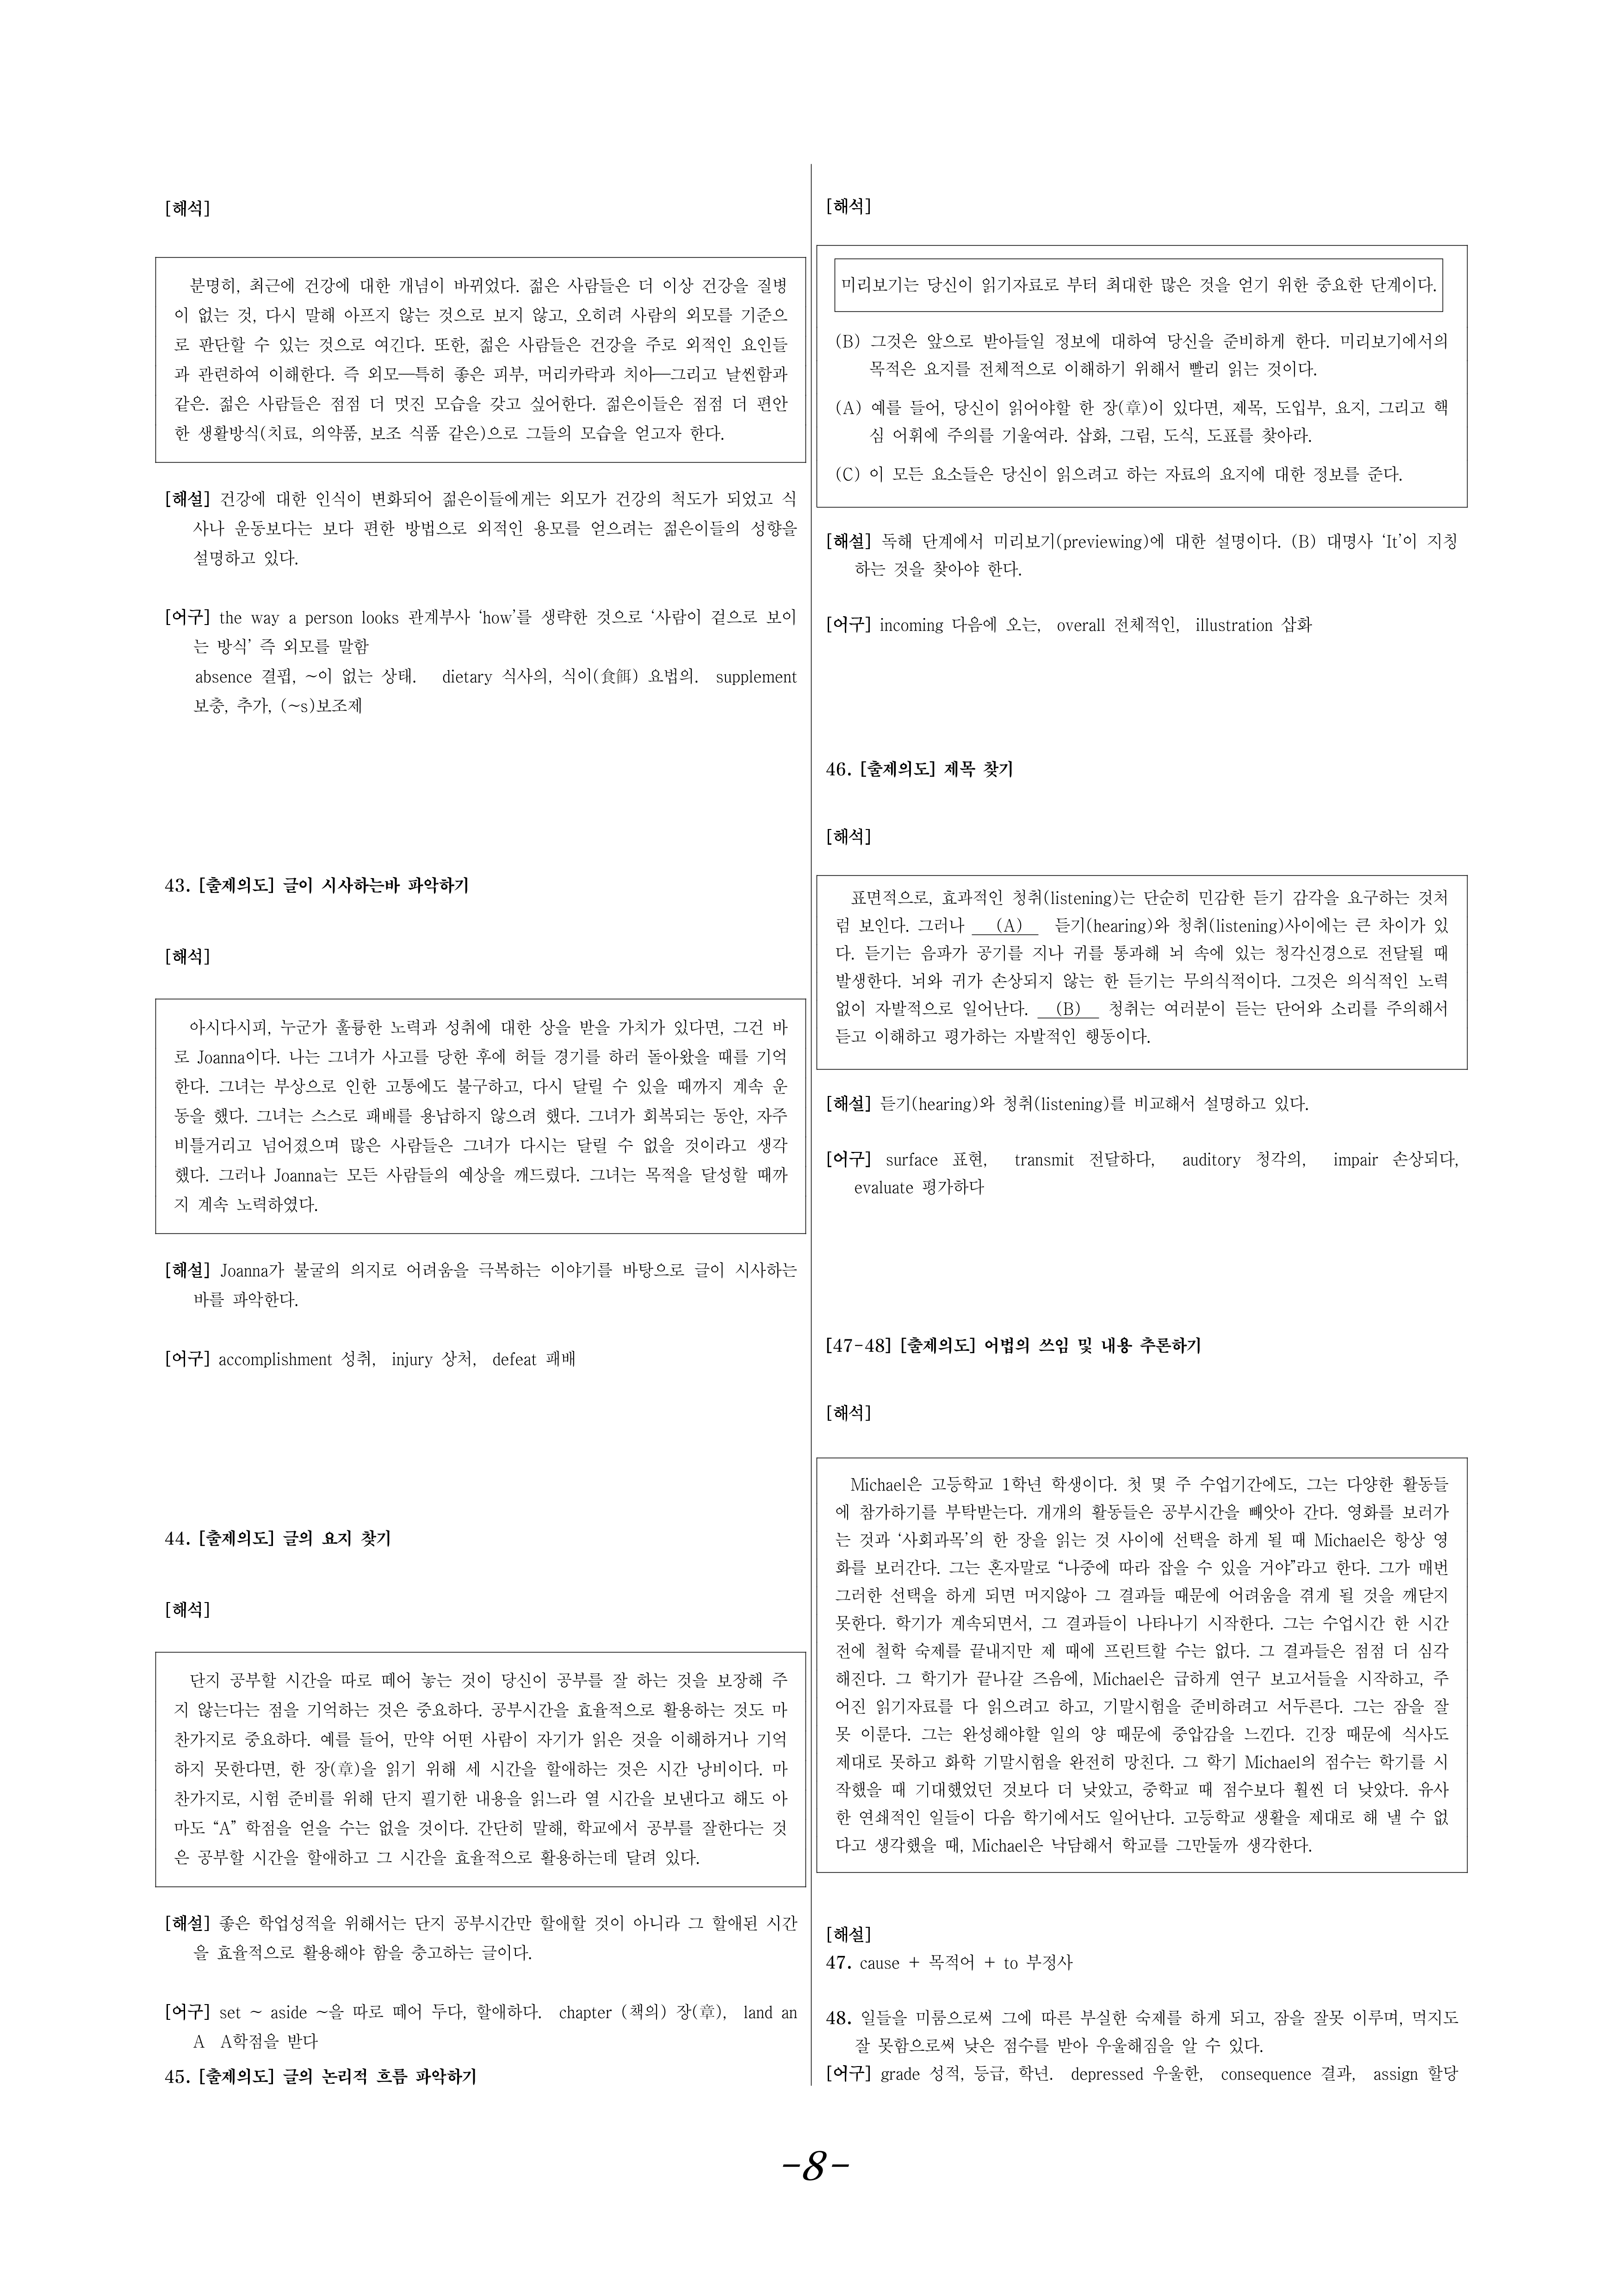 [해석]
분명히, 최근에 건강에 대한 개념이 바뀌었다. 젊은 사람들은 더 이상 건강을 질병
이 없는 것, 다시 말해 아프지 않는 것으로 보지 않고, 오히려 사람의 외모를 기준으
로 판단할 수 있는 것으로 여긴다. 또한, 젊은 사람들은 건강을 주로 외적인 요인들
과 관련하여 이해한다. 즉 외모—특히 좋은 피부, 머리카락과 치아—그리고 날씬함과
같은. 젊은 사람들은 점점 더 멋진 모습을 갖고 싶어한다. 젊은이들은 점점 더 편안
한 생활방식(치료, 의약품, 보조 식품 같은)으로 그들의 모습을 얻고자 한다.
[해설] 건강에 대한 인식이 변화되어 젊은이들에게는 외모가 건강의 척도가 되었고 식
사나 운동보다는 보다 편한 방법으로 외적인 용모를 얻으려는 젊은이들의 성향을
설명하고 있다.
[어구] the way a person looks 관계부사 ‘how’를 생략한 것으로 ‘사람이 겉으로 보이
는 방식’ 즉 외모를 말함
absence 결핍, ~이 없는 상태. dietary 식사의, 식이(食餌) 요법의. supplement
보충, 추가, (~s)보조제
43. [출제의도] 글이 시사하는바 파악하기
[해석]
아시다시피, 누군가 훌륭한 노력과 성취에 대한 상을 받을 가치가 있다면, 그건 바
로 Joanna이다. 나는 그녀가 사고를 당한 후에 허들 경기를 하러 돌아왔을 때를 기억
한다. 그녀는 부상으로 인한 고통에도 불구하고, 다시 달릴 수 있을 때까지 계속 운
동을 했다. 그녀는 스스로 패배를 용납하지 않으려 했다. 그녀가 회복되는 동안, 자주
비틀거리고 넘어졌으며 많은 사람들은 그녀가 다시는 달릴 수 없을 것이라고 생각
했다. 그러나 Joanna는 모든 사람들의 예상을 깨드렸다. 그녀는 목적을 달성할 때까
지 계속 노력하였다.
[해설] Joanna가 불굴의 의지로 어려움을 극복하는 이야기를 바탕으로 글이 시사하는
바를 파악한다.
[어구] accomplishment 성취, injury 상처, defeat 패배
44. [출제의도] 글의 요지 찾기
[해석]
단지 공부할 시간을 따로 떼어 놓는 것이 당신이 공부를 잘 하는 것을 보장해 주
지 않는다는 점을 기억하는 것은 중요하다. 공부시간을 효율적으로 활용하는 것도 마
찬가지로 중요하다. 예를 들어, 만약 어떤 사람이 자기가 읽은 것을 이해하거나 기억
하지 못한다면, 한 장(章)을 읽기 위해 세 시간을 할애하는 것은 시간 낭비이다. 마
찬가지로, 시험 준비를 위해 단지 필기한 내용을 읽느라 열 시간을 보낸다고 해도 아
마도 “A” 학점을 얻을 수는 없을 것이다. 간단히 말해, 학교에서 공부를 잘한다는 것
은 공부할 시간을 할애하고 그 시간을 효율적으로 활용하는데 달려 있다.
[해설] 좋은 학업성적을 위해서는 단지 공부시간만 할애할 것이 아니라 그 할애된 시간
을 효율적으로 활용해야 함을 충고하는 글이다.
[어구] set ~ aside ~을 따로 떼어 두다, 할애하다. chapter (책의) 장(章), land an
A A학점을 받다
45. [출제의도] 글의 논리적 흐름 파악하기
[해석]
미리보기는 당신이 읽기자료로 부터 최대한 많은 것을 얻기 위한 중요한 단계이다.
(B) 그것은 앞으로 받아들일 정보에 대하여 당신을 준비하게 한다. 미리보기에서의
목적은 요지를 전체적으로 이해하기 위해서 빨리 읽는 것이다.
(A) 예를 들어, 당신이 읽어야할 한 장(章)이 있다면, 제목, 도입부, 요지, 그리고 핵
심 어휘에 주의를 기울여라. 삽화, 그림, 도식, 도표를 찾아라.
(C) 이 모든 요소들은 당신이 읽으려고 하는 자료의 요지에 대한 정보를 준다.
[해설] 독해 단계에서 미리보기(previewing)에 대한 설명이다. (B) 대명사 ‘It’이 지칭
하는 것을 찾아야 한다.
[어구] incoming 다음에 오는, overall 전체적인, illustration 삽화
46. [출제의도] 제목 찾기
[해석]
표면적으로, 효과적인 청취(listening)는 단순히 민감한 듣기 감각을 요구하는 것처
럼 보인다. 그러나 (A) 듣기(hearing)와 청취(listening)사이에는 큰 차이가 있
다. 듣기는 음파가 공기를 지나 귀를 통과해 뇌 속에 있는 청각신경으로 전달될 때
발생한다. 뇌와 귀가 손상되지 않는 한 듣기는 무의식적이다. 그것은 의식적인 노력
없이 자발적으로 일어난다. (B) 청취는 여러분이 듣는 단어와 소리를 주의해서
듣고 이해하고 평가하는 자발적인 행동이다.
[해설] 듣기(hearing)와 청취(listening)를 비교해서 설명하고 있다.
[어구] surface 표현, transmit 전달하다, auditory 청각의, impair 손상되다,
evaluate 평가하다
[47-48] [출제의도] 어법의 쓰임 및 내용 추론하기
[해석]
Michael은 고등학교 1학년 학생이다. 첫 몇 주 수업기간에도, 그는 다양한 활동들
에 참가하기를 부탁받는다. 개개의 활동들은 공부시간을 빼앗아 간다. 영화를 보러가
는 것과 ‘사회과목’의 한 장을 읽는 것 사이에 선택을 하게 될 때 Michael은 항상 영
화를 보러간다. 그는 혼자말로 “나중에 따라 잡을 수 있을 거야”라고 한다. 그가 매번
그러한 선택을 하게 되면 머지않아 그 결과들 때문에 어려움을 겪게 될 것을 깨닫지
못한다. 학기가 계속되면서, 그 결과들이 나타나기 시작한다. 그는 수업시간 한 시간
전에 철학 숙제를 끝내지만 제 때에 프린트할 수는 없다. 그 결과들은 점점 더 심각
해진다. 그 학기가 끝나갈 즈음에, Michael은 급하게 연구 보고서들을 시작하고, 주
어진 읽기자료를 다 읽으려고 하고, 기말시험을 준비하려고 서두른다. 그는 잠을 잘
못 이룬다. 그는 완성해야할 일의 양 때문에 중압감을 느낀다. 긴장 때문에 식사도
제대로 못하고 화학 기말시험을 완전히 망친다. 그 학기 Michael의 점수는 학기를 시
작했을 때 기대했었던 것보다 더 낮았고, 중학교 때 점수보다 훨씬 더 낮았다. 유사
한 연쇄적인 일들이 다음 학기에서도 일어난다. 고등학교 생활을 제대로 해 낼 수 없
다고 생각했을 때, Michael은 낙담해서 학교를 그만둘까 생각한다.
[해설]
47. cause + 목적어 + to 부정사
48. 일들을 미룸으로써 그에 따른 부실한 숙제를 하게 되고, 잠을 잘못 이루며, 먹지도
잘 못함으로써 낮은 점수를 받아 우울해짐을 알 수 있다.
[어구] grade 성적, 등급, 학년. depressed 우울한, consequence 결과, assign 할당
-8-